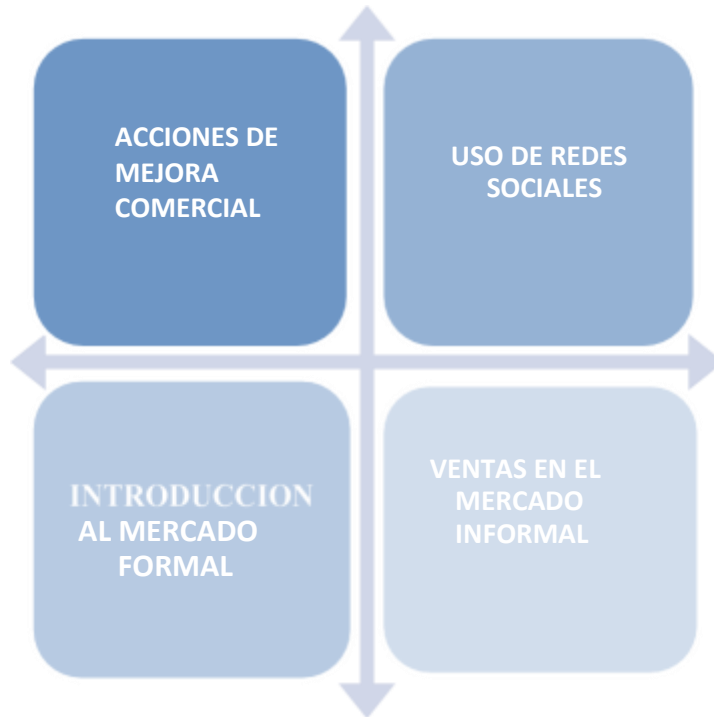 ACCIONES DE
MEJORA
COMERCIAL
USO DE REDES
SOCIALES
INTRODUCCION
AL MERCADO
FORMAL
VENTAS EN EL
MERCADO
INFORMAL